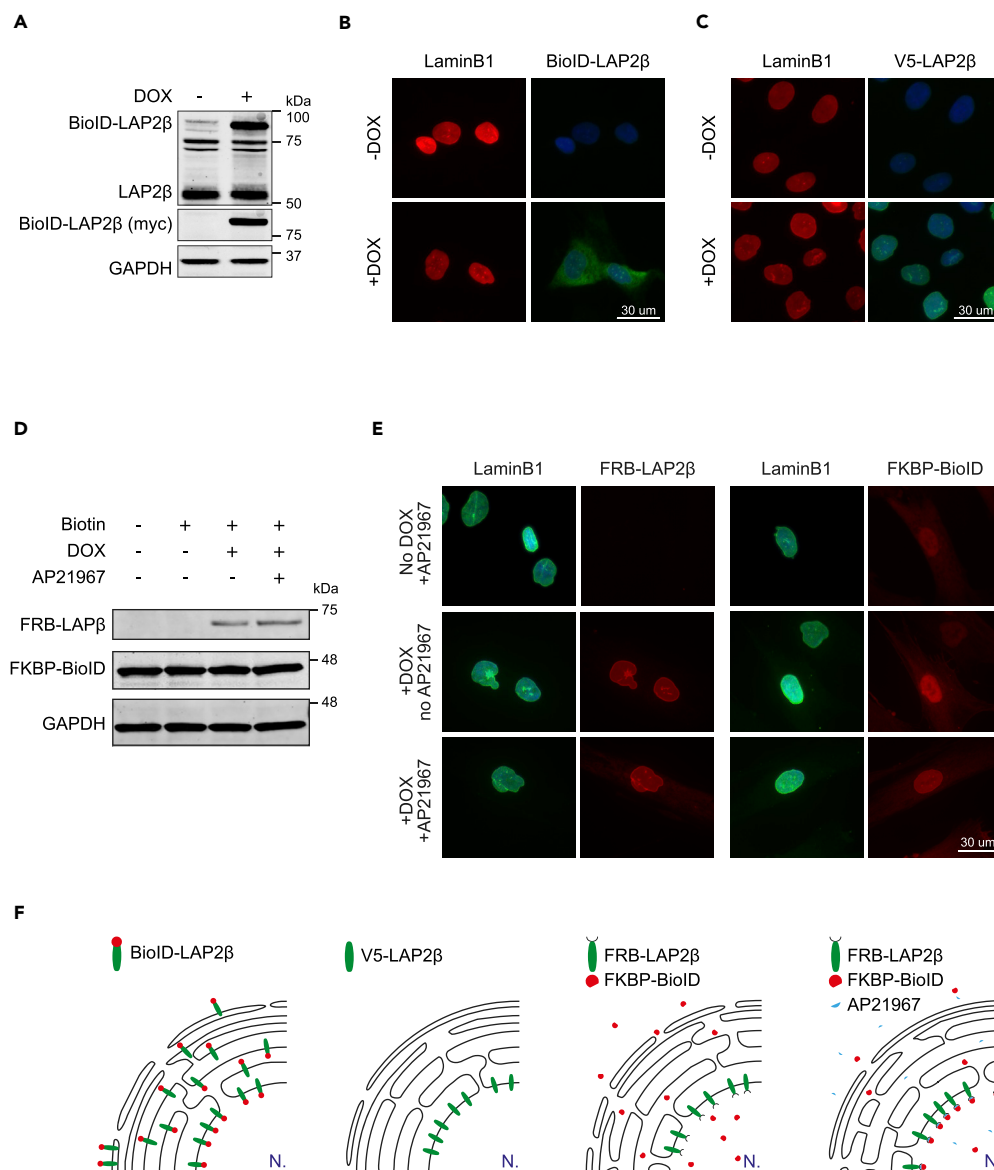 A
DOX - +
kDa
BioID-LAP2β
100
75
LAP2β
50
BioID-LAP2β (myc)
75
37
GAPDH
B
LaminB1 BioID-LAP2β
-DOX
+DOX
30 um
C
LaminB1 V5-LAP2β
-DOX
+DOX
30 um
D
Biotin - + + +
DOX - - + +
AP21967 - - - +
kDa
75
FRB-LAPβ
48
FKBP-BioID
48
GAPDH
E
LaminB1 FRB-LAP2β LaminB1 FKBP-BioID
No DOX
+AP21967
+DOX
no AP21967
+DOX
+AP21967
30 um
F
BioID-LAP2β
N.
V5-LAP2β
N.
FRB-LAP2β
FKBP-BioID
N.
FRB-LAP2β
FKBP-BioID
AP21967
N.